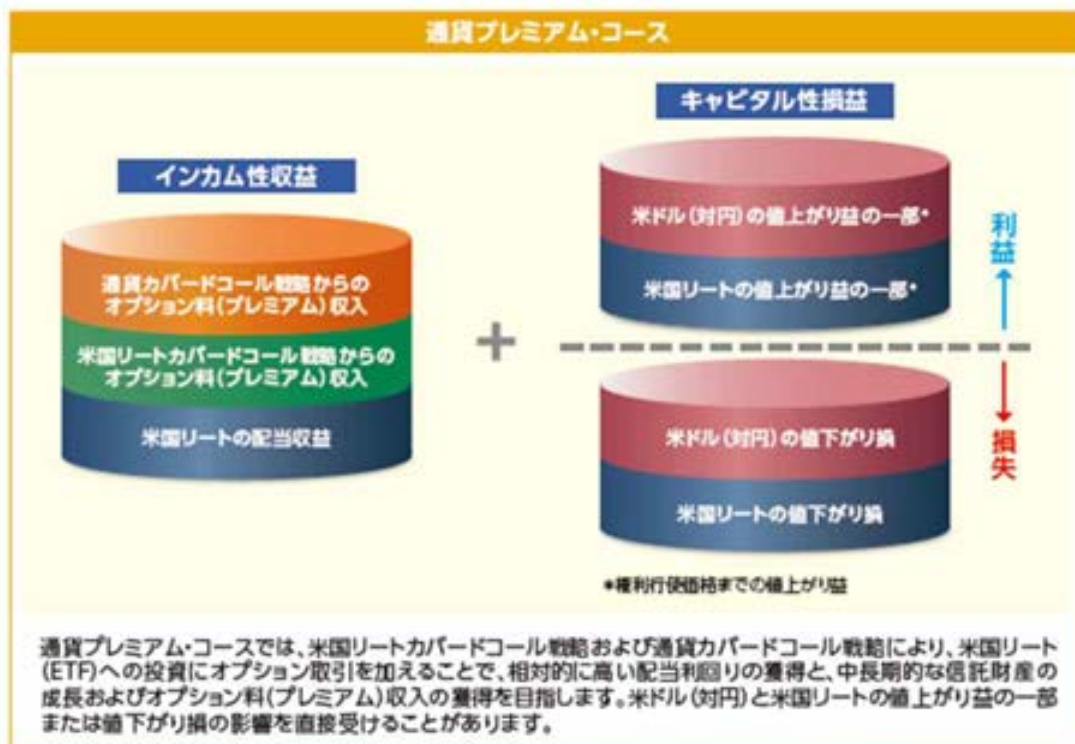 通貨プレミアム・コース
インカム性収益
通貨カバードコール戦略からの
オプション料(プレミアム)収入
米国リートカバードコール戦略からの
オプション料(プレミアム)収入
米国リートの配当収益
+
キャピタル性損益
米ドル(対円)の値上がり益の一部*
米国リートの値上がり益の一部*
利益
米ドル(対円)の値下がり損
米国リートの値下がり損
損失
*権利行使価格までの値上がり益
通貨プレミアム・コースでは、米国リートカバードコール戦略および通貨カバードコール戦略により、米国リート
(ETF)への投資にオプション取引を加えることで、相対的に高い配当利回りの獲得と、中長期的な信託財産の
成長およびオプション料(プレミアム)収入の獲得を目指します。米ドル(対円)と米国リートの値上がり益の一部
または値下がり損の影響を直接受けることがあります。